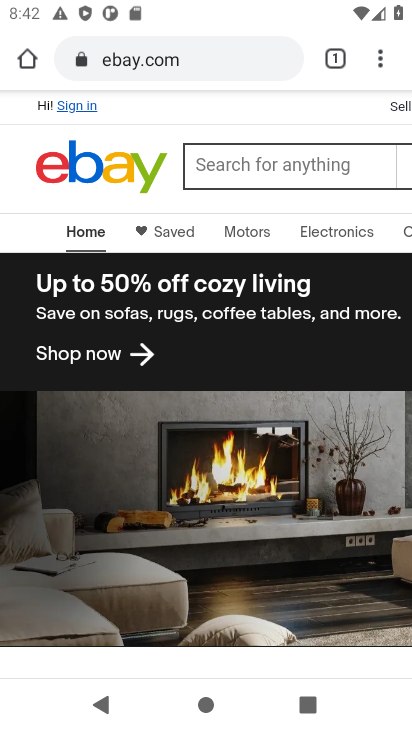 8:42
ebay.com
1
Hi! Sign in
Sell
ebay
Search for anything
Home
Saved
Motors
Electronics
Up to 50% off cozy living
Save on sofas, rugs, coffee tables, and more.
Shop now